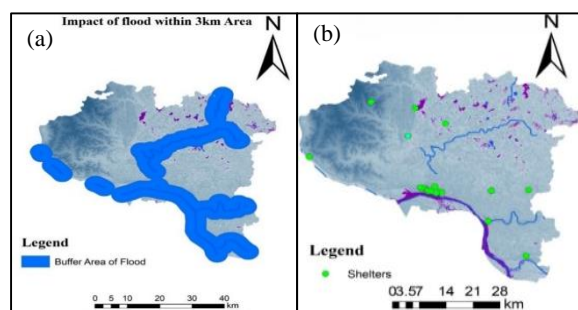 Impact of flood within 3km Area
(a)
N
Legend
Buffer Area of Flood
0 5 10 20 30 40
km
(b)
N
Legend
Shelters
03.57 14 21 28
km